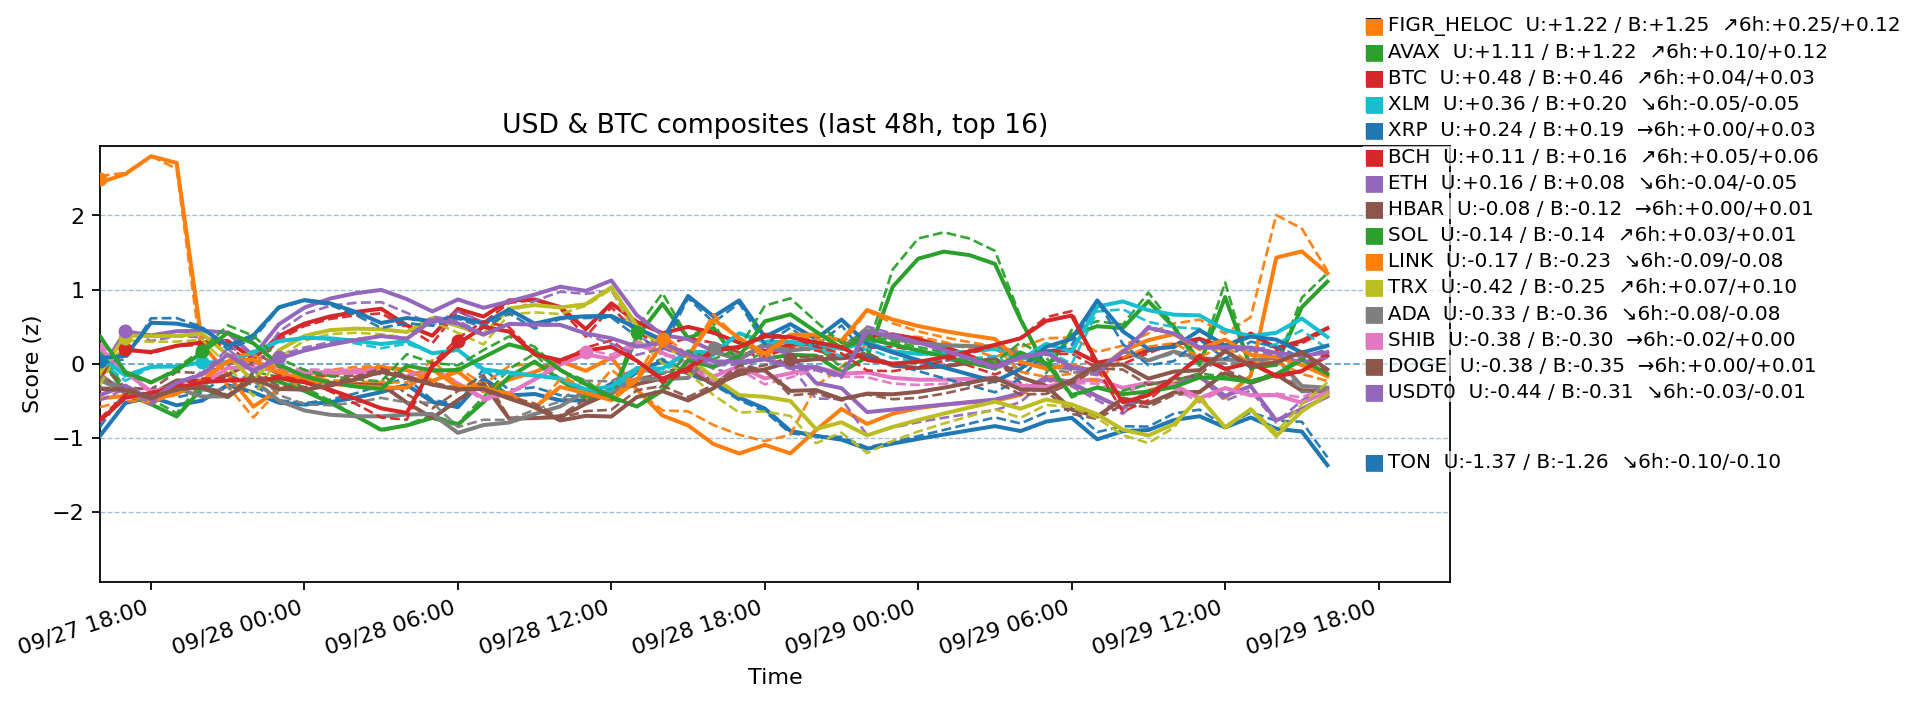 FIGR_HELOC U:+1.22 / B:+1.25 ↗6h:+0.25/+0.12
AVAX U:+1.11 / B:+1.22 ↗6h:+0.10/+0.12
BTC U:+0.48 / B:+0.46 ↗6h:+0.04/+0.03
XLM U:+0.36 / B:+0.20 ↘6h:-0.05/-0.05
XRP U:+0.24 / B:+0.19 →6h:+0.00/+0.03
BCH U:+0.11 / B:+0.16 ↗6h:+0.05/+0.06
ETH U:+0.16 / B:+0.08 ↘6h:-0.04/-0.05
HBAR U:-0.08 / B:-0.12 →6h:+0.00/+0.01
SOL U:-0.14 / B:-0.14 ↗6h:+0.03/+0.01
LINK U:-0.17 / B:-0.23 ↘6h:-0.09/-0.08
TRX U:-0.42 / B:-0.25 ↗6h:+0.07/+0.10
ADA U:-0.33 / B:-0.36 ↘6h:-0.08/-0.08
SHIB U:-0.38 / B:-0.30 →6h:-0.02/+0.00
DOGE U:-0.38 / B:-0.35 →6h:+0.00/+0.01
USDT0 U:-0.44 / B:-0.31 ↘6h:-0.03/-0.01
TON U:-1.37 / B:-1.26 ↘6h:-0.10/-0.10
USD & BTC composites (last 48h, top 16)
Score (z)
2
1
0
−1
−2
09/27 18:00
09/28 00:00
09/28 06:00
09/28 12:00
09/28 18:00
09/29 00:00
09/29 06:00
09/29 12:00
09/29 18:00
Time